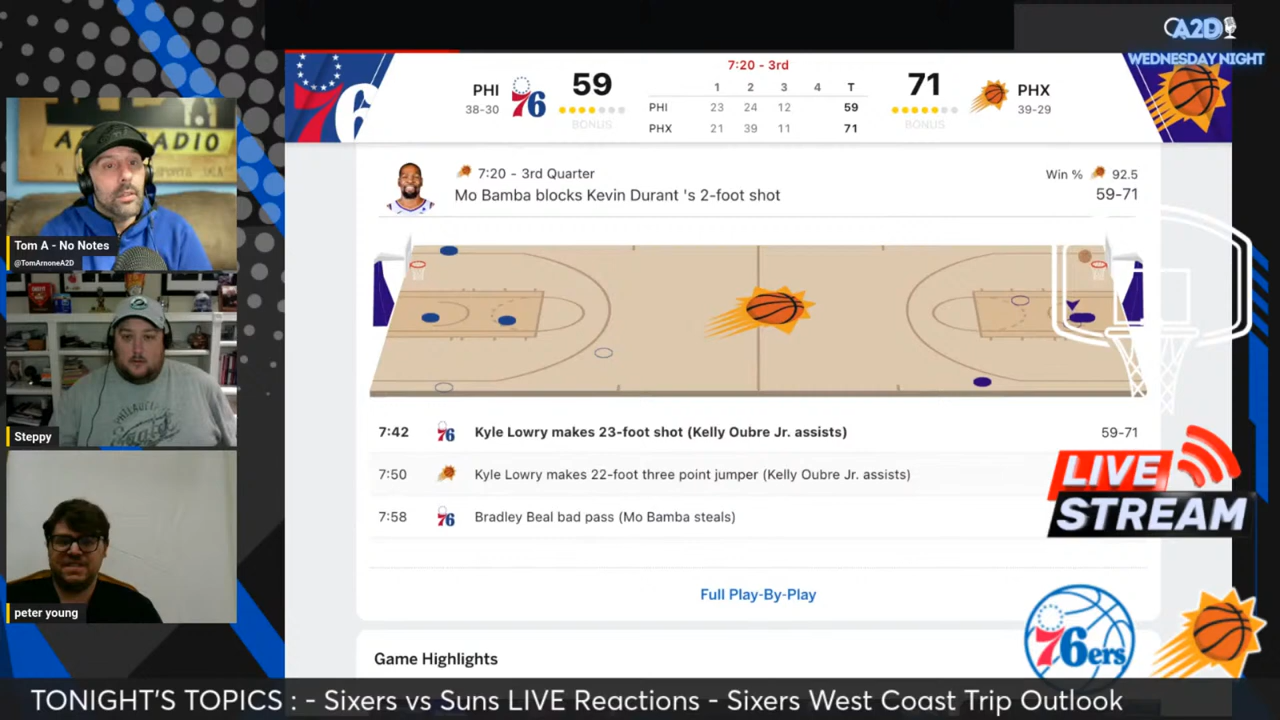 A2D
WEDNESDAY NIGHT
7:20 - 3rd
PHI
38-30
76
59
BONUS
1 2 3 4 T
PHI 23 24 12 59
PHX 21 39 11 71
71
BONUS
PHX
39-29
76
Tom A - No Notes
@TomArnoneA2D
Steppy
peter young
7:20 - 3rd Quarter
Mo Bamba blocks Kevin Durant 's 2-foot shot
Win % 92.5
59-71
7:42 76 Kyle Lowry makes 23-foot shot (Kelly Oubre Jr. assists) 59-71
7:50 Kyle Lowry makes 22-foot three point jumper (Kelly Oubre Jr. assists)
7:58 76 Bradley Beal bad pass (Mo Bamba steals)
Full Play-By-Play
Game Highlights
LIVE
STREAM
76ers
TONIGHT'S TOPICS : - Sixers vs Suns LIVE Reactions - Sixers West Coast Trip Outlook